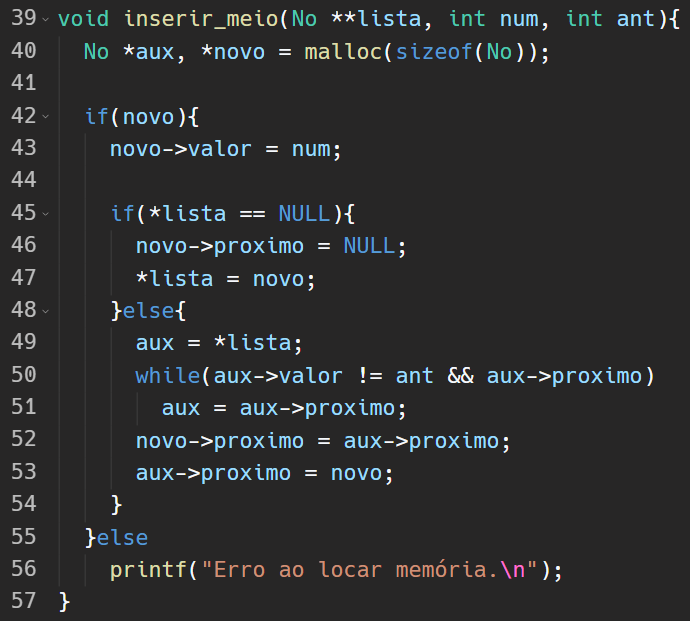 39 void inserir_meio(No **lista, int num, int ant){
40 No *aux, *novo = malloc(sizeof(No));
41
42 if(novo){
43 novo->valor = num;
44
45 if(*lista == NULL){
46 novo->proximo = NULL;
47 *lista = novo;
48 }else{
49 aux = *lista;
50 while(aux->valor != ant && aux->proximo)
51 aux = aux->proximo;
52 novo->proximo = aux->proximo;
53 aux->proximo = novo;
54 }
55 }else
56 printf("Erro ao locar memória.\n");
57 }